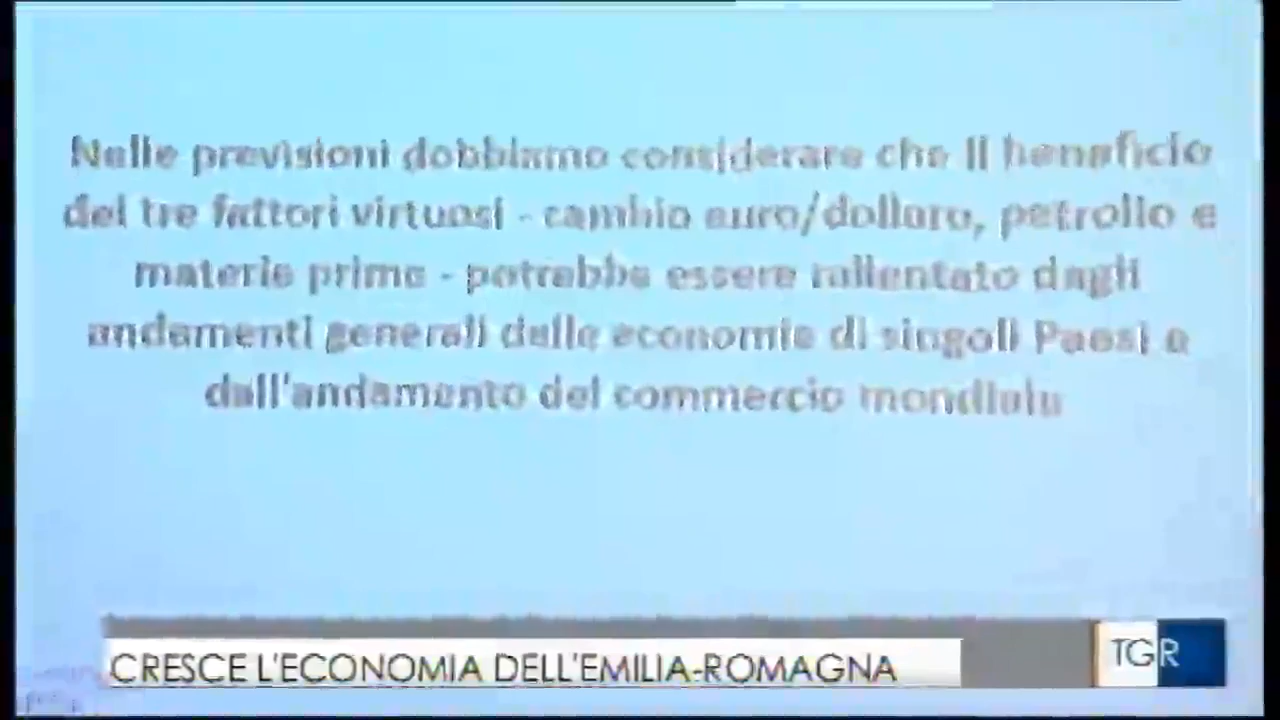 Nelle previsioni dobbiamo considerare che il beneficio
dei tre fattori virtuosi - cambio euro/dollaro, petrolio e
materie prime - potrebbe essere rallentato dagli
andamenti generali delle economie di singoli Paesi e
dall'andamento del commercio mondiale
CRESCE L'ECONOMIA DELL'EMILIA-ROMAGNA
TGR